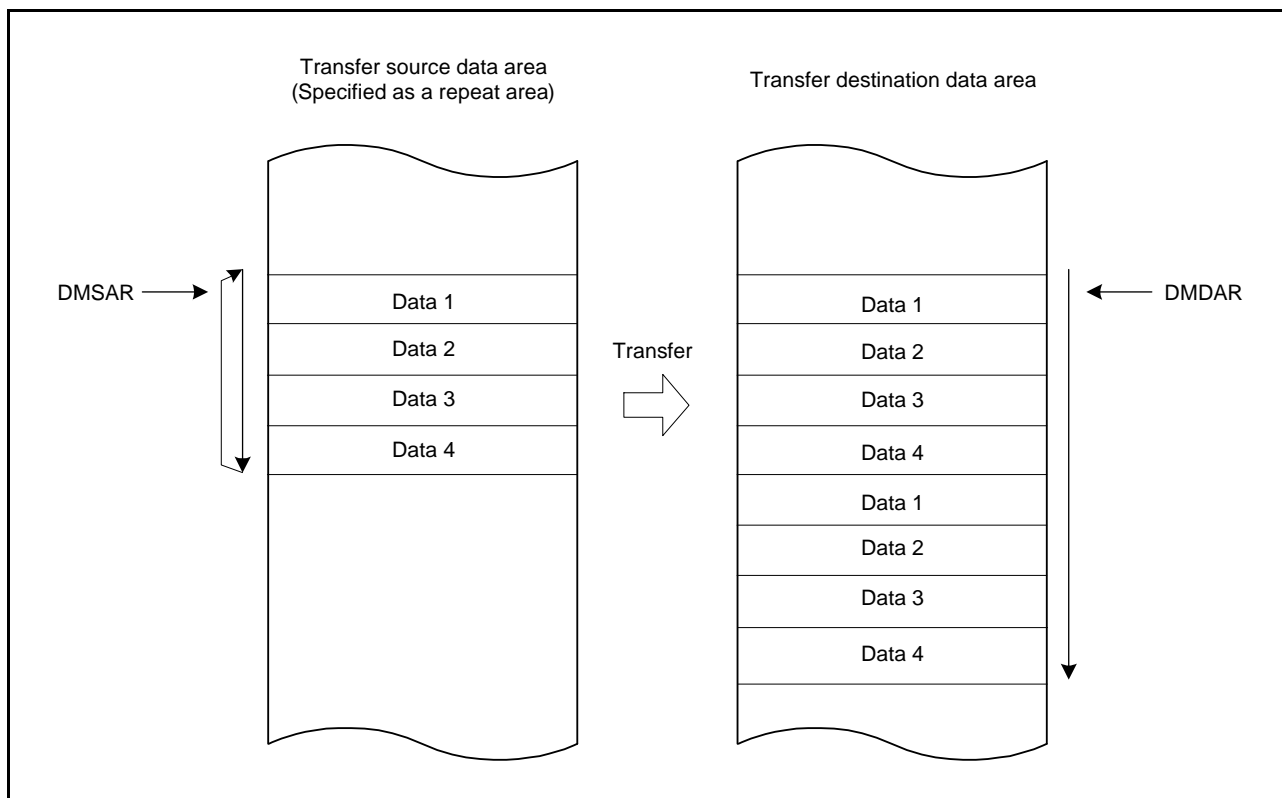 Transfer source data area
(Specified as a repeat area)
Transfer destination data area
DMSAR
Data 1
Data 2
Data 3
Data 4
Transfer
Data 1
Data 2
Data 3
Data 4
Data 1
Data 2
Data 3
Data 4
DMDAR